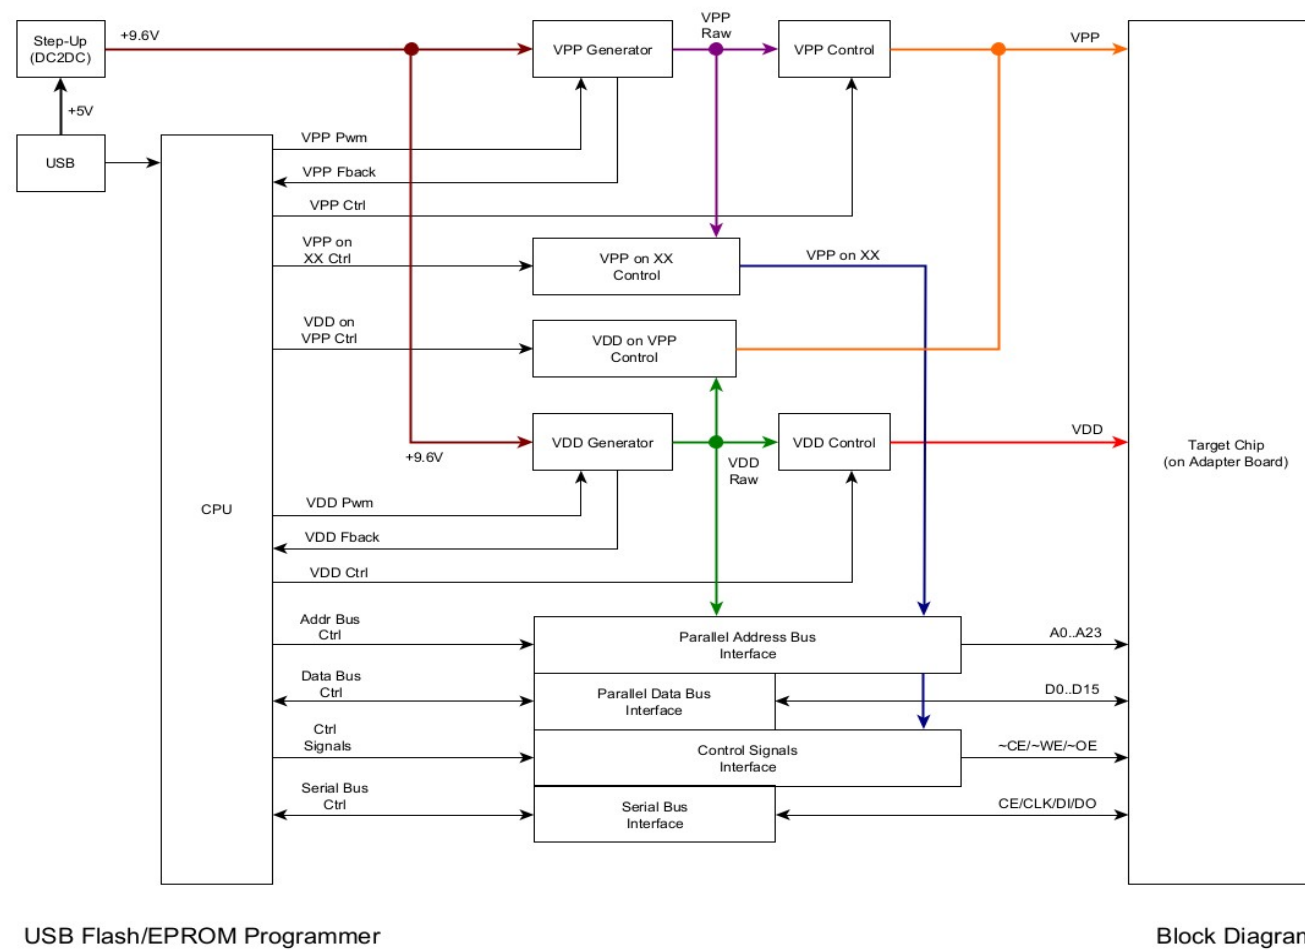 Step-Up
(DC2DC)
+9.6V
VPP Generator
VPP
Raw
VPP Control
VPP
+5V
USB
VPP Pwm
VPP Fback
VPP Ctrl
VPP on
XX Ctrl
VPP on XX
Control
VPP on XX
VDD on
VPP Ctrl
VDD on VPP
Control
+9.6V
VDD Generator
VDD
Raw
VDD Control
VDD
Target Chip
(on Adapter Board)
CPU
VDD Pwm
VDD Fback
VDD Ctrl
Addr Bus
Ctrl
Parallel Address Bus
Interface
A0..A23
Data Bus
Ctrl
Parallel Data Bus
Interface
D0..D15
Ctrl
Signals
Control Signals
Interface
~CE/~WE/~OE
Serial Bus
Ctrl
Serial Bus
Interface
CE/CLK/DI/DO
USB Flash/EPROM Programmer
Block Diagram